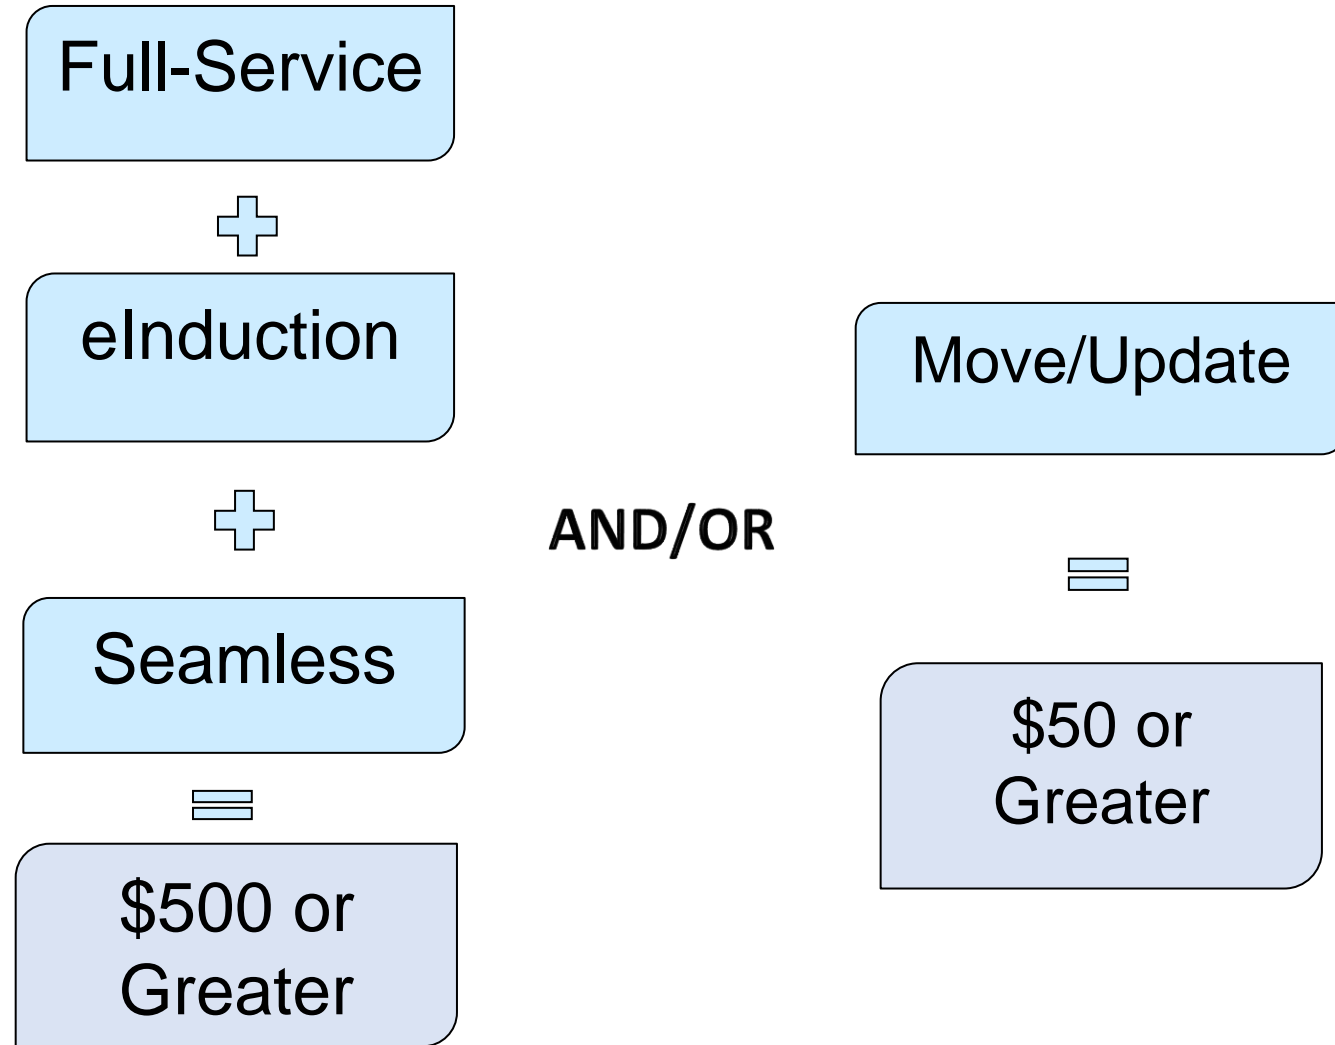 Full-Service
eInduction
Seamless
$500 or
Greater
AND/OR
Move/Update
$50 or
Greater